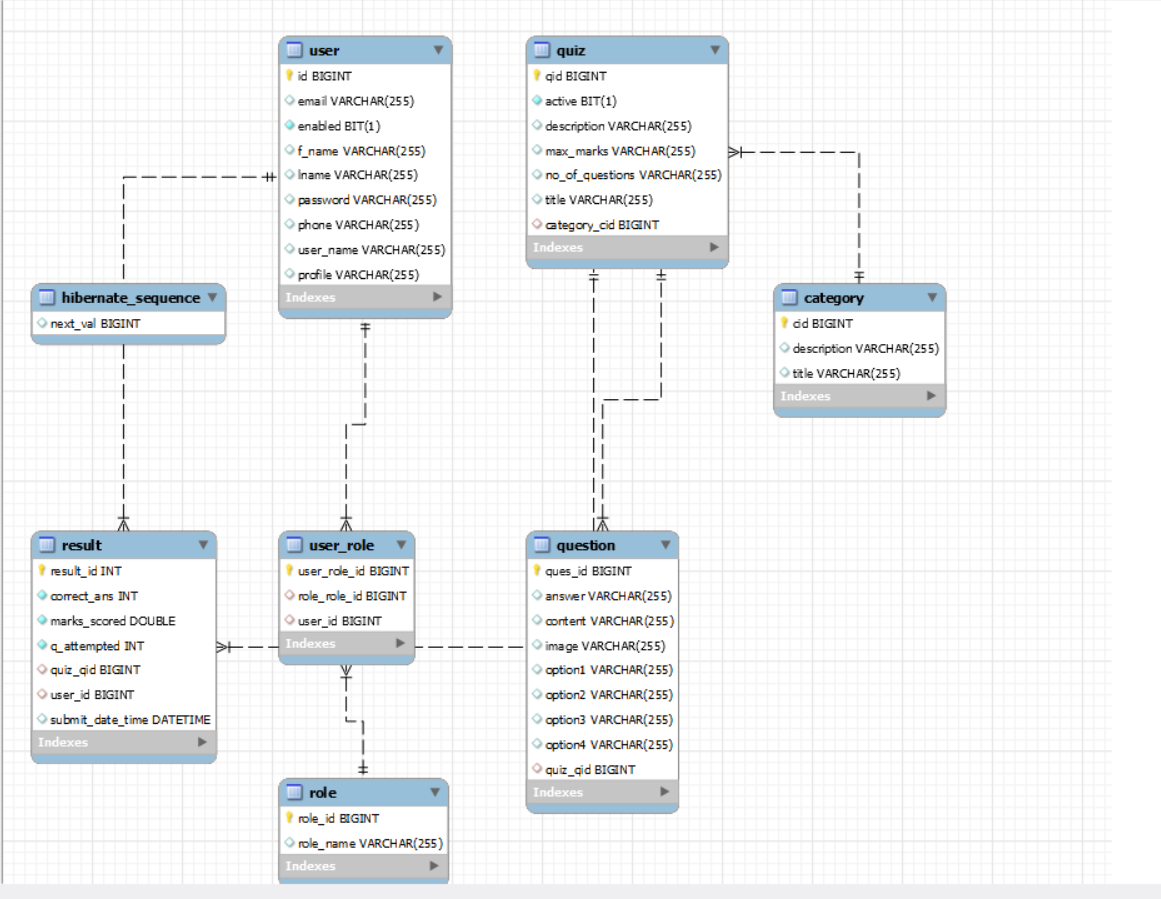 user
id BIGINT
email VARCHAR(255)
enabled BIT(1)
f_name VARCHAR(255)
lname VARCHAR(255)
password VARCHAR(255)
phone VARCHAR(255)
user_name VARCHAR(255)
profile VARCHAR(255)
Indexes
quiz
qid BIGINT
active BIT(1)
description VARCHAR(255)
max_marks VARCHAR(255)
no_of_questions VARCHAR(255)
title VARCHAR(255)
category_cid BIGINT
Indexes
hibernate_sequence
next_val BIGINT
category
cid BIGINT
description VARCHAR(255)
title VARCHAR(255)
Indexes
result
result_id INT
correct_ans INT
marks_scored DOUBLE
q_attempted INT
quiz_qid BIGINT
user_id BIGINT
submit_date_time DATETIME
Indexes
user_role
user_role_id BIGINT
role_role_id BIGINT
user_id BIGINT
Indexes
question
ques_id BIGINT
answer VARCHAR(255)
content VARCHAR(255)
image VARCHAR(255)
option1 VARCHAR(255)
option2 VARCHAR(255)
option3 VARCHAR(255)
option4 VARCHAR(255)
quiz_qid BIGINT
Indexes
role
role_id BIGINT
role_name VARCHAR(255)
Indexes